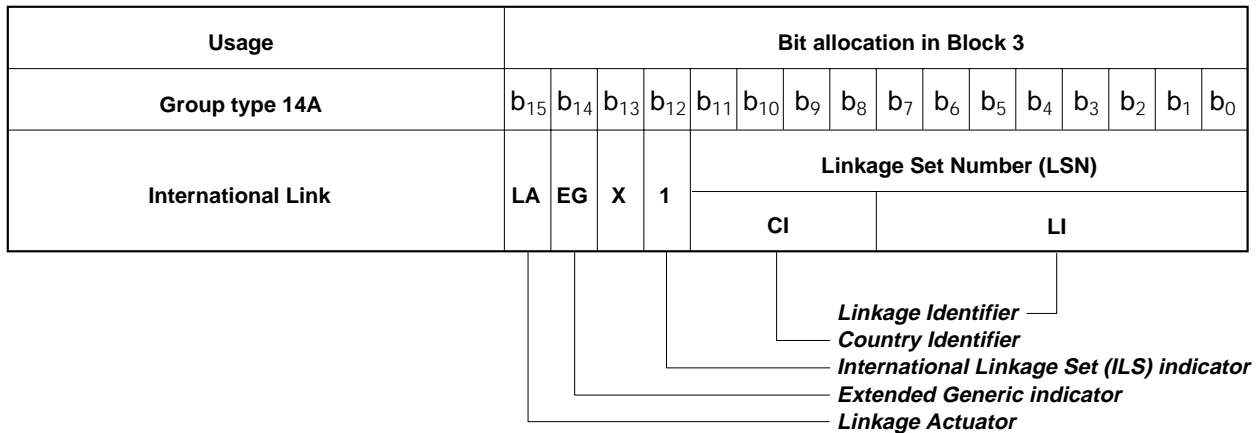 Usage Bit allocation in Block 3
Group type 14A b15 b14 b13 b12 b11 b10 b9 b8 b7 b6 b5 b4 b3 b2 b1 b0
Linkage Set Number (LSN)
International Link LA EG X 1
CI LI
Linkage Identifier
Country Identifier
International Linkage Set (ILS) indicator
Extended Generic indicator
Linkage Actuator